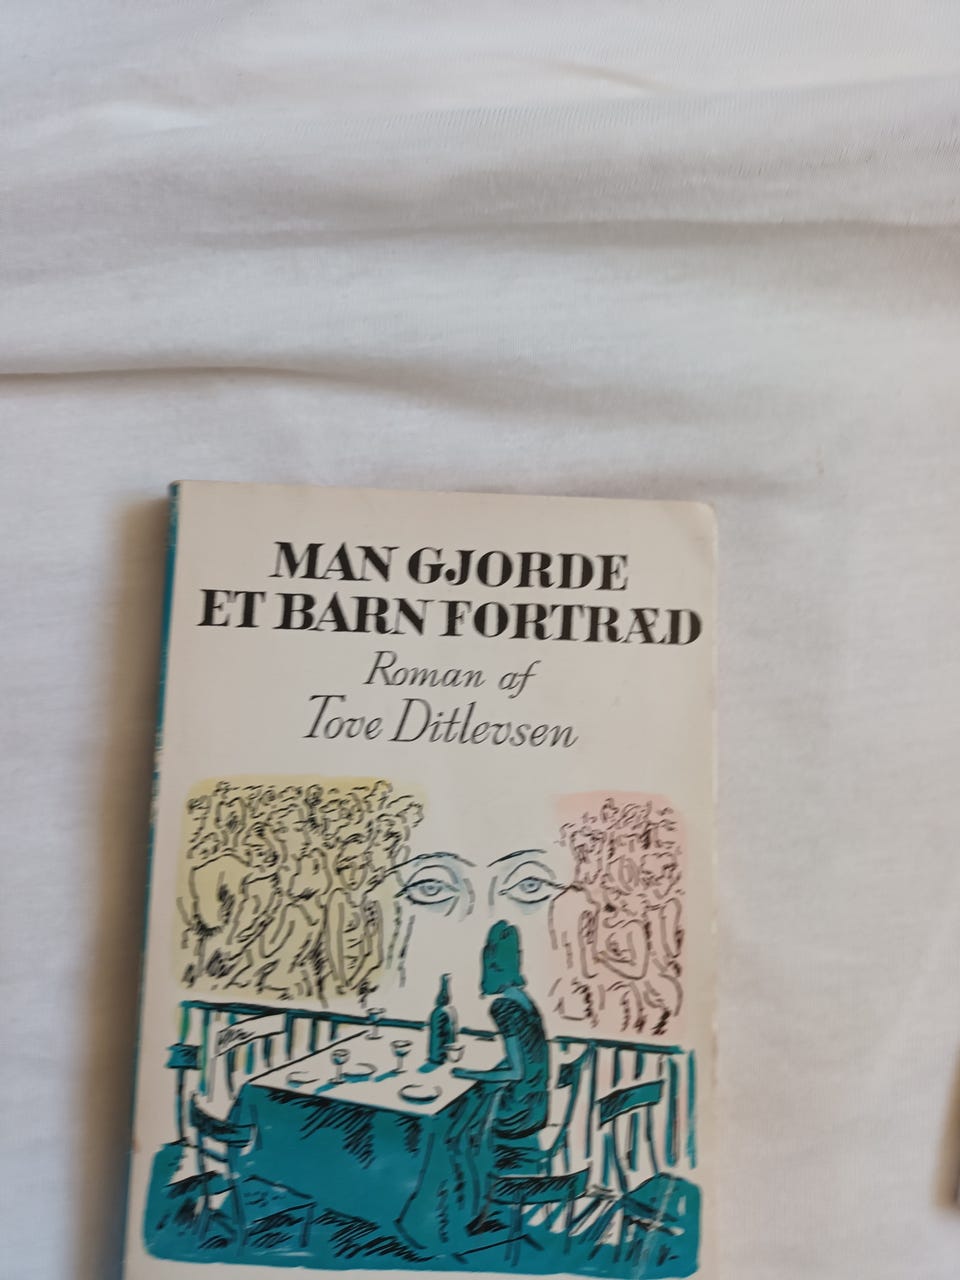 MAN GJORDE
ET BARN FORTRÆD
Roman af
Tove Ditlevsen